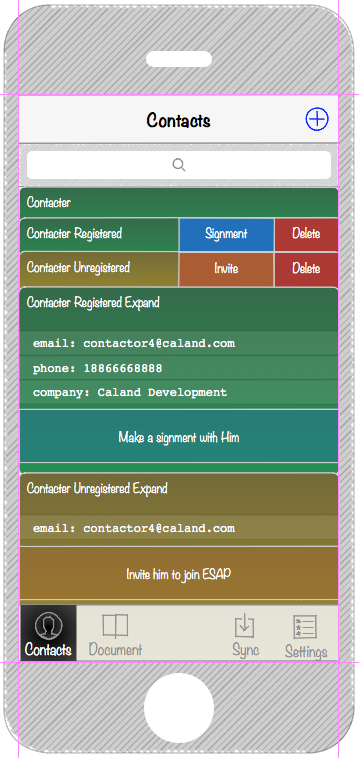 Contacts
Contacter
Contacter Registered Signment Delete
Contacter Unregistered Invite Delete
Contacter Registered Expand
email: contactor4@caland.com
phone: 18866668888
company: Caland Development
Make a signment with Him
Contacter Unregistered Expand
email: contactor4@caland.com
Invite him to join ESAP
Contacts Document Sync Settings